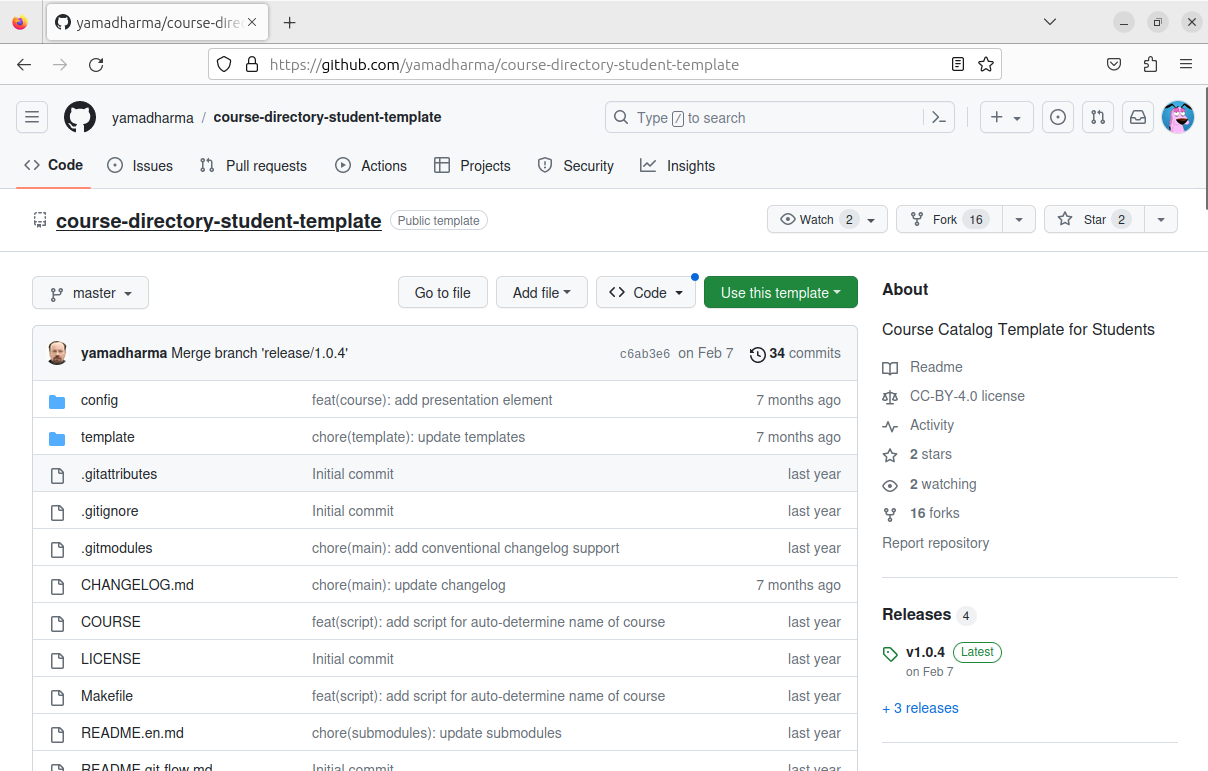 yamadharma/course-dire
https://github.com/yamadharma/course-directory-student-template
yamadharma / course-directory-student-template
Type / to search
Code Issues Pull requests Actions Projects Security Insights
course-directory-student-template Public template
Watch 2 Fork 16 Star 2
master Go to file Add file Code Use this template
yamadharma Merge branch 'release/1.0.4' c6ab3e6 on Feb 7 34 commits
config feat(course): add presentation element 7 months ago
template chore(template): update templates 7 months ago
.gitattributes Initial commit last year
.gitignore Initial commit last year
.gitmodules chore(main): add conventional changelog support last year
CHANGELOG.md chore(main): update changelog 7 months ago
COURSE feat(script): add script for auto-determine name of course last year
LICENSE Initial commit last year
Makefile feat(script): add script for auto-determine name of course last year
README.en.md chore(submodules): update submodules last year
README.git-flow.md Initial commit last year
About
Course Catalog Template for Students
Readme
CC-BY-4.0 license
Activity
2 stars
2 watching
16 forks
Report repository
Releases 4
v1.0.4 Latest
on Feb 7
+ 3 releases